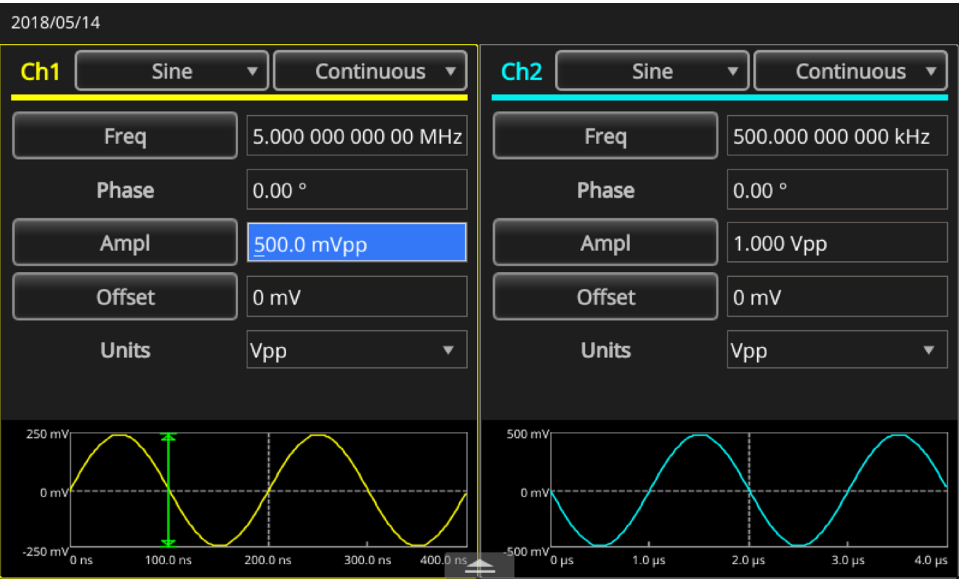 2018/05/14
Ch1 Sine Continuous
Freq 5.000 000 000 00 MHz
Phase 0.00 °
Ampl 500.0 mVpp
Offset 0 mV
Units Vpp
250 mV
0 mV
-250 mV
0 ns 100.0 ns 200.0 ns 300.0 ns 400.0 ns
Ch2 Sine Continuous
Freq 500.000 000 000 kHz
Phase 0.00 °
Ampl 1.000 Vpp
Offset 0 mV
Units Vpp
500 mV
0 mV
-500 mV
0 µs 1.0 µs 2.0 µs 3.0 µs 4.0 µs